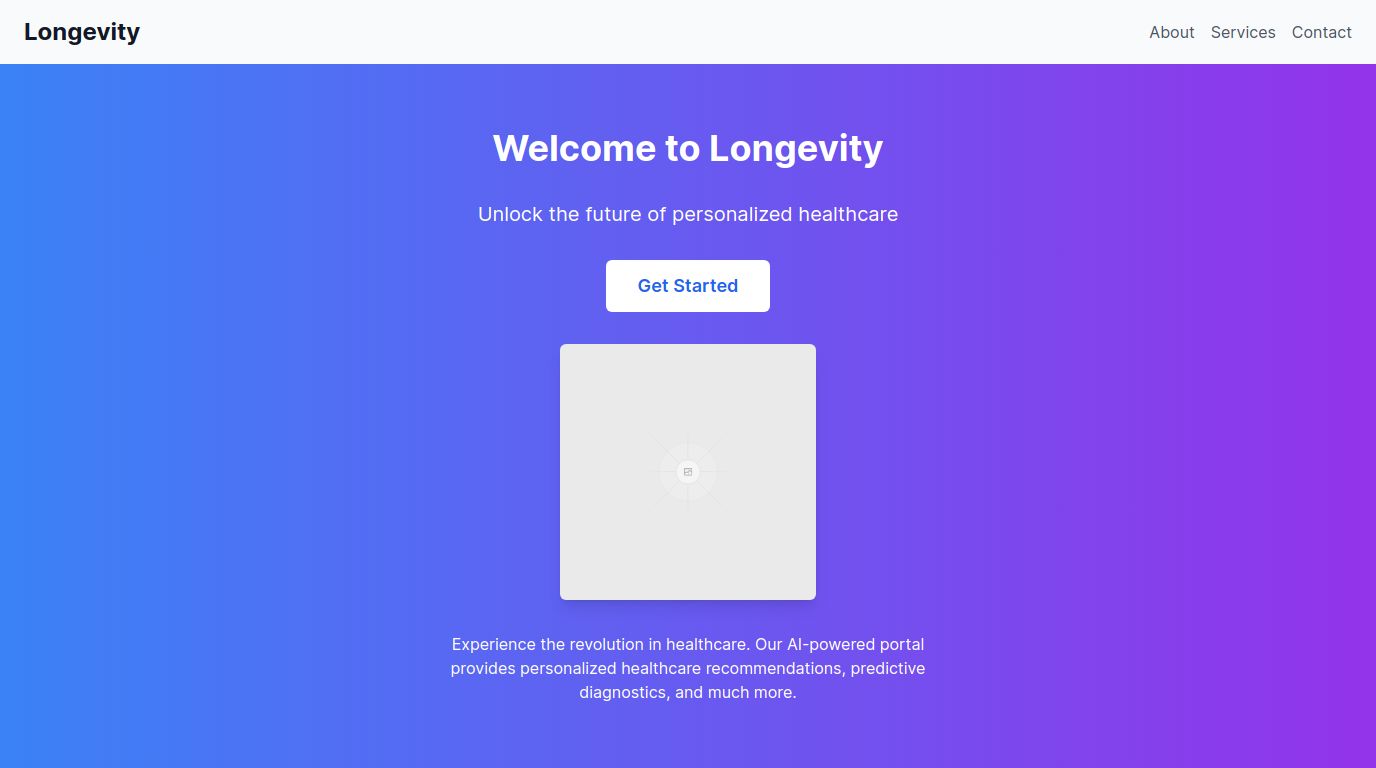 Longevity
About Services Contact
Welcome to Longevity
Unlock the future of personalized healthcare
Get Started
Experience the revolution in healthcare. Our AI-powered portal
provides personalized healthcare recommendations, predictive
diagnostics, and much more.